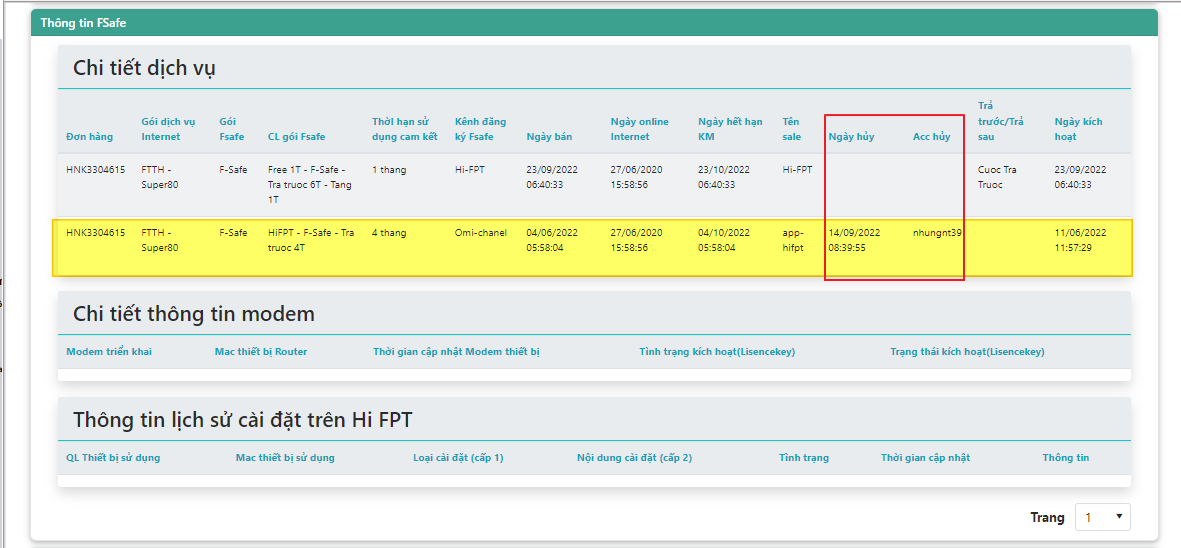 Thông tin FSafe
Chi tiết dịch vụ
Đơn hàng Gói dịch vụ Internet Gói Fsafe CL gói Fsafe Thời hạn sử dụng cam kết Kênh đăng ký Fsafe Ngày bán Ngày online Internet Ngày hết hạn KM Tên sale Ngày hủy Acc hủy Trả trước/Trả sau Ngày kích hoạt
HNK3304615 FTTH - Super80 F-Safe Free 1T - F-Safe - Tra truoc 6T - Tang 1T 1 thang Hi-FPT 23/09/2022 06:40:33 27/06/2020 15:58:56 23/10/2022 06:40:33 Hi-FPT Cuoc Tra Truoc 23/09/2022 06:40:33
HNK3304615 FTTH - Super80 F-Safe HiFPT - F-Safe - Tra truoc 4T 4 thang Omi-chanel 04/06/2022 05:58:04 27/06/2020 15:58:56 04/10/2022 05:58:04 app-hifpt 14/09/2022 08:39:55 nhungnt39 11/06/2022 11:57:29
Chi tiết thông tin modem
Modem triển khai Mac thiết bị Router Thời gian cập nhật Modem thiết bị Tình trạng kích hoạt(Lisencekey) Trạng thái kích hoạt(Lisencekey)
Thông tin lịch sử cài đặt trên Hi FPT
QL Thiết bị sử dụng Mac thiết bị sử dụng Loại cài đặt (cấp 1) Nội dung cài đặt (cấp 2) Tình trạng Thời gian cập nhật Thông tin
Trang 1